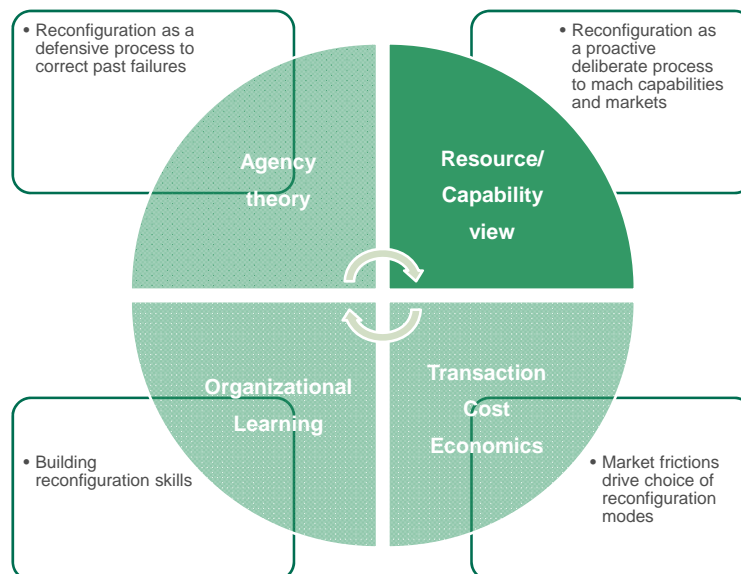 • Reconfiguration as a
defensive process to
correct past failures
• Reconfiguration as
a proactive
deliberate process
to mach capabilities
and markets
Agency
theory
Resource/
Capability
view
Organizational
Learning
Transaction
Cost
Economics
• Building
reconfiguration skills
• Market frictions
drive choice of
reconfiguration
modes